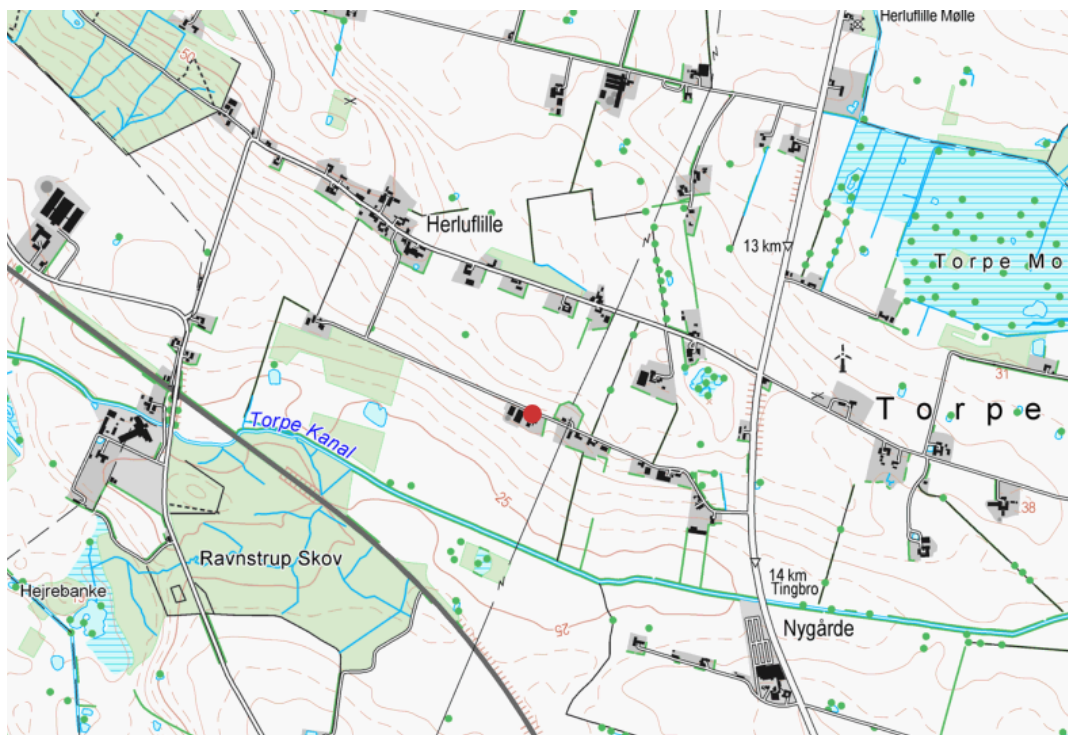 Herluflille Mølle
50
Herluflille
13 km
Torpe Mo
31
Torpe
Torpe Kanal
25
38
Ravnstrup Skov
14 km
Tingbro
Hejrebanke
Nygårde
25